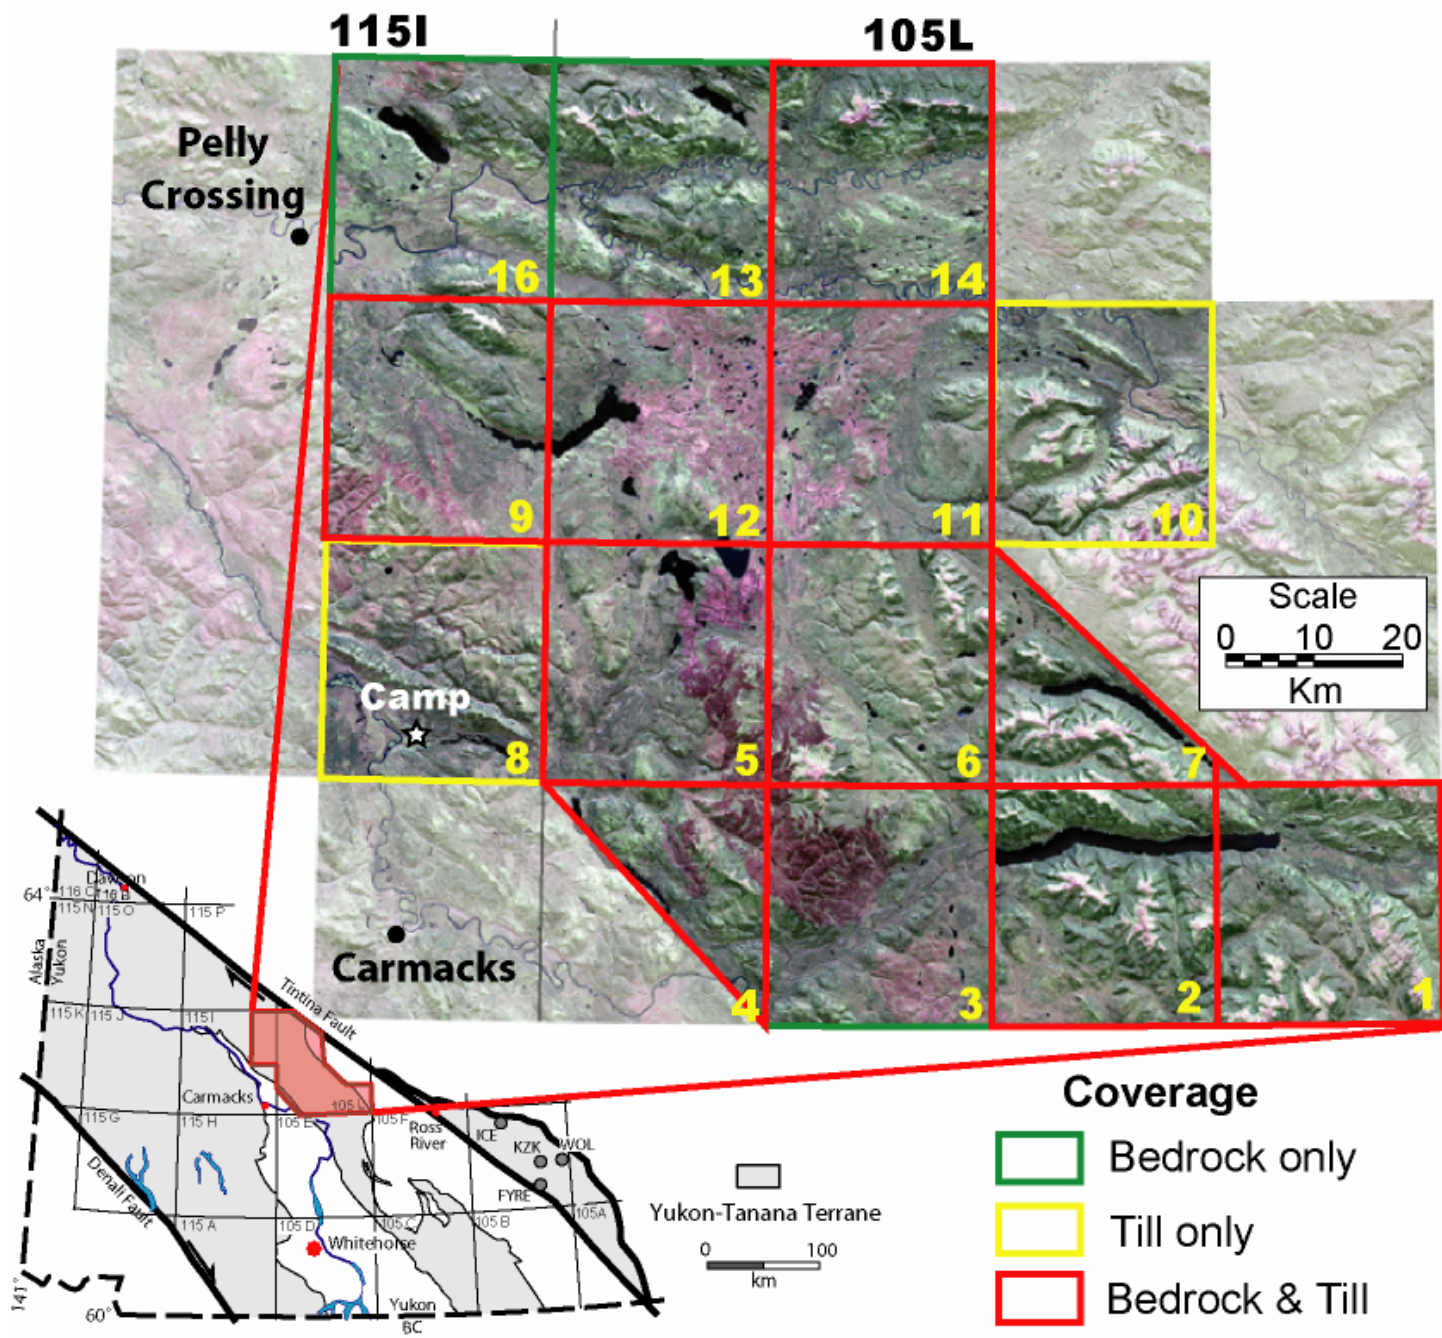 115I 105L
Pelly
Crossing
16 13 14
9 12 11 10
Scale
0 10 20
Km
Camp
8 5 6 7
Carmacks
4 3 2 1
Dawson
64°
116 C 116 B
115 N 115 O 115 P
Alaska
Yukon
Tintina Fault
115 K 115 J 115 I
Carmacks
105 L
115 G 115 H 105 E 105 F
Ross
River
ICE
KZK WOL
FYRE
Denali Fault
115 A 105 D 105 C 105 B 105A
Whitehorse
141°
60°
Yukon
BC
Yukon-Tanana Terrane
0 100
km
Coverage
Bedrock only
Till only
Bedrock & Till